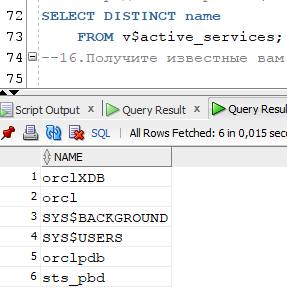 72 SELECT DISTINCT name
73 FROM v$active_services;
74 --16.Получите известные вам
75
Script Output x Query Result x Query Resul
SQL | All Rows Fetched: 6 in 0,015 seco
NAME
1 orclXDB
2 orcl
3 SYS$BACKGROUND
4 SYS$USERS
5 orclpdb
6 sts_pbd